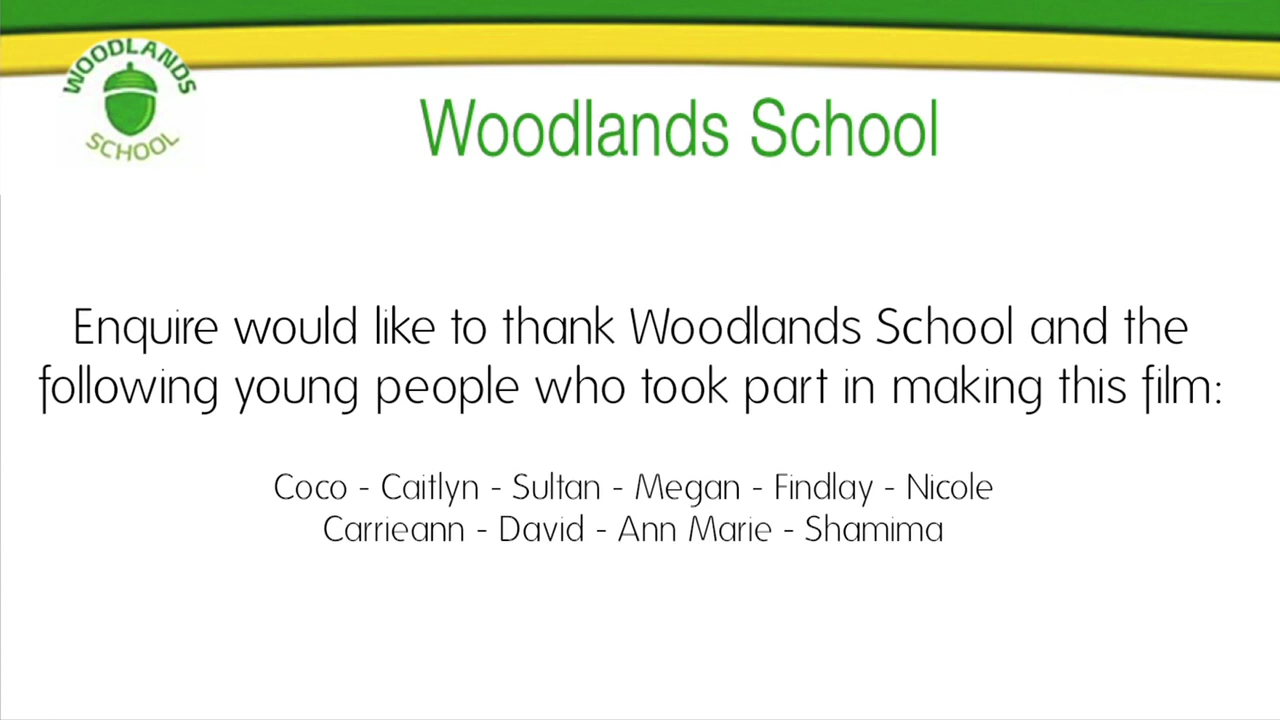 WOODLANDS
SCHOOL
Woodlands School
Enquire would like to thank Woodlands School and the
following young people who took part in making this film:
Coco - Caitlyn - Sultan - Megan - Findlay - Nicole
Carrieann - David - Ann Marie - Shamima